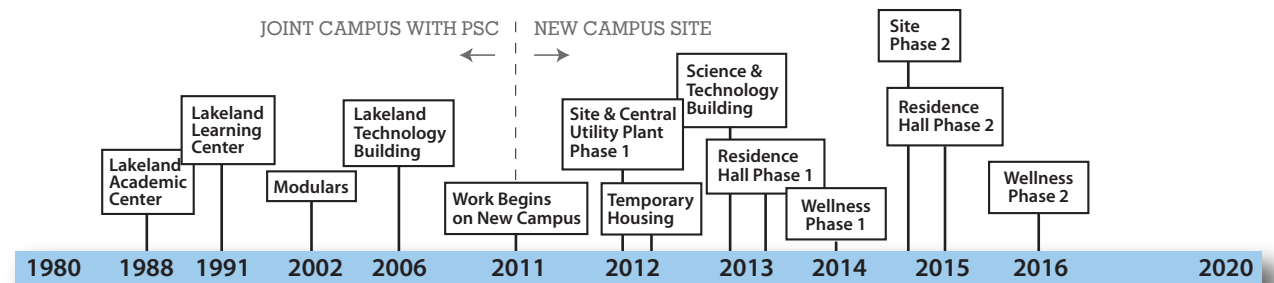 JOINT CAMPUS WITH PSC
NEW CAMPUS SITE
Lakeland
Academic
Center
Lakeland
Learning
Center
Modulars
Lakeland
Technology
Building
Work Begins
on New Campus
Site & Central
Utility Plant
Phase 1
Temporary
Housing
Science &
Technology
Building
Residence
Hall Phase 1
Wellness
Phase 1
Site
Phase 2
Residence
Hall Phase 2
Wellness
Phase 2
1980 1988 1991 2002 2006 2011 2012 2013 2014 2015 2016 2020